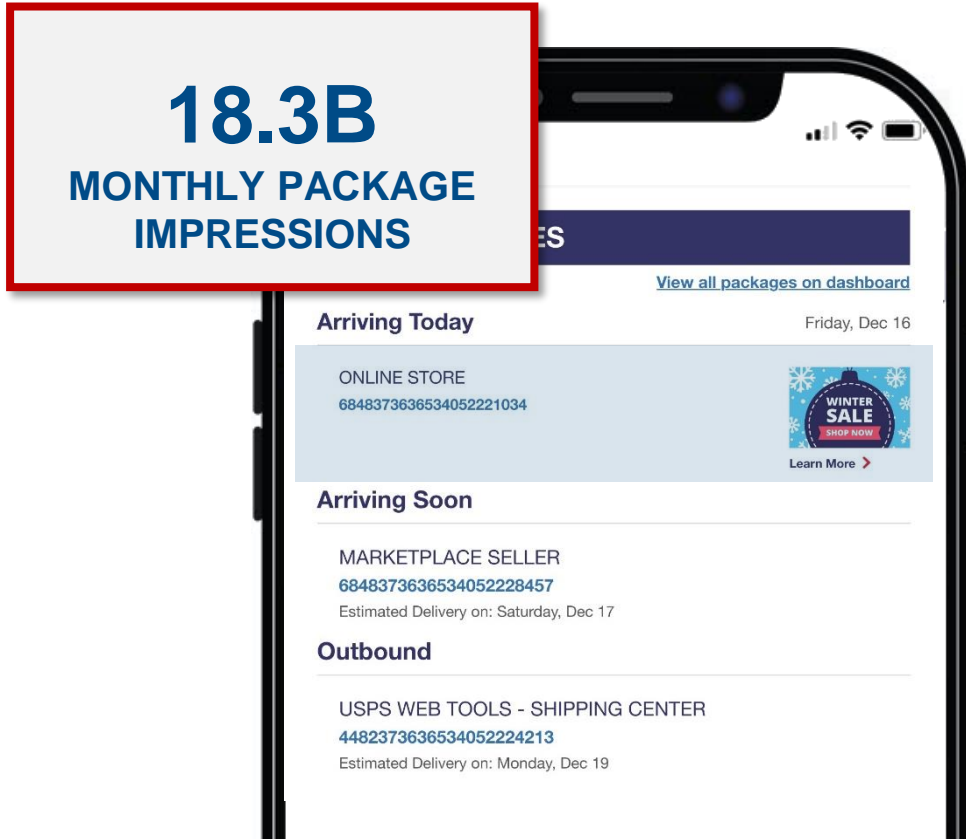 18.3B
MONTHLY PACKAGE
IMPRESSIONS
ES
View all packages on dashboard
Arriving Today
Friday, Dec 16
ONLINE STORE
6848373636534052221034
WINTER
SALE
SHOP NOW
Learn More
Arriving Soon
MARKETPLACE SELLER
6848373636534052228457
Estimated Delivery on: Saturday, Dec 17
Outbound
USPS WEB TOOLS - SHIPPING CENTER
4482373636534052224213
Estimated Delivery on: Monday, Dec 19